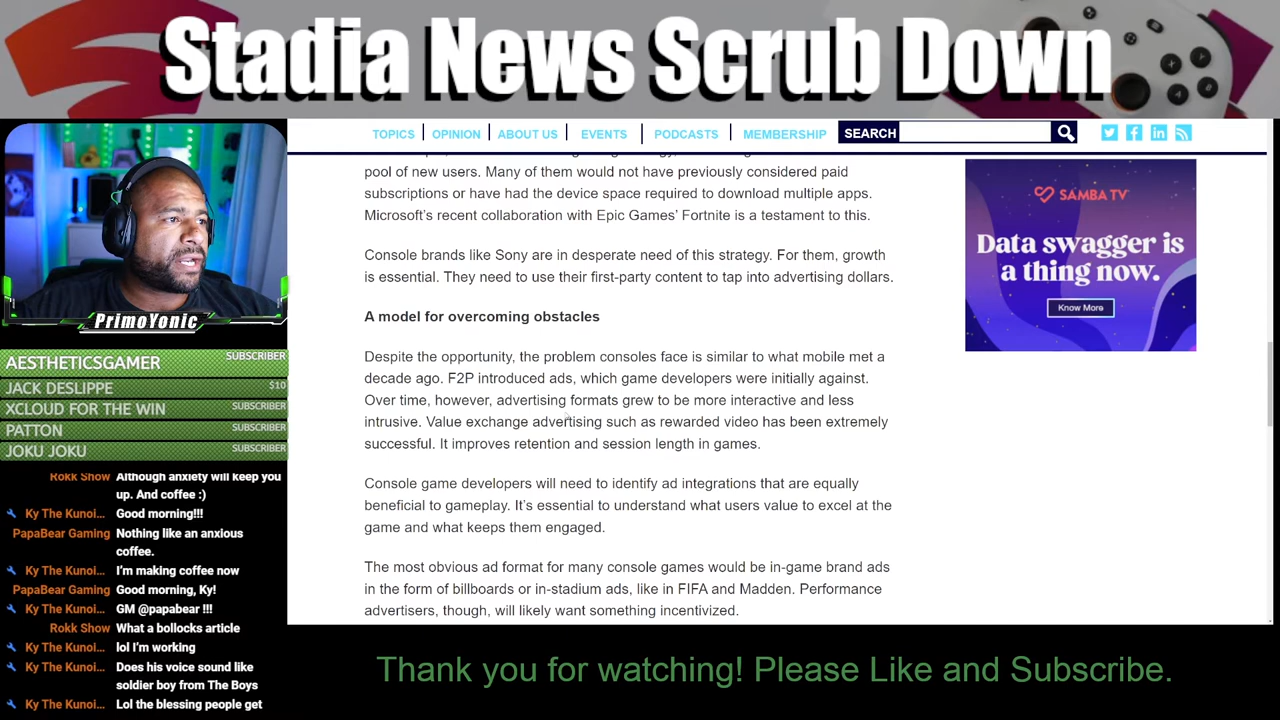 Stadia News Scrub Down
TOPICS
OPINION
ABOUT US
EVENTS
PODCASTS
MEMBERSHIP
SEARCH
pool of new users. Many of them would not have previously considered paid
subscriptions or have had the device space required to download multiple apps.
Microsoft's recent collaboration with Epic Games' Fortnite is a testament to this.
Console brands like Sony are in desperate need of this strategy. For them, growth
is essential. They need to use their first-party content to tap into advertising dollars.
A model for overcoming obstacles
Despite the opportunity, the problem consoles face is similar to what mobile met a
decade ago. F2P introduced ads, which game developers were initially against.
Over time, however, advertising formats grew to be more interactive and less
intrusive. Value exchange advertising such as rewarded video has been extremely
successful. It improves retention and session length in games.
Console game developers will need to identify ad integrations that are equally
beneficial to gameplay. It's essential to understand what users value to excel at the
game and what keeps them engaged.
The most obvious ad format for many console games would be in-game brand ads
in the form of billboards or in-stadium ads, like in FIFA and Madden. Performance
advertisers, though, will likely want something incentivized.
SAMBA TV
Data swagger is
a thing now.
Know More
PrimoYonic
AESTHETICSGAMER SUBSCRIBER
JACK DESLIPPE $10
XCLOUD FOR THE WIN SUBSCRIBER
PATTON SUBSCRIBER
JOKU JOKU SUBSCRIBER
Rokk Show Although anxiety will keep you
up. And coffee :)
Ky The Kunoi... Good morning!!!
PapaBear Gaming Nothing like an anxious
coffee.
Ky The Kunoi... I'm making coffee now
PapaBear Gaming Good morning, Ky!
Ky The Kunoi... GM @papabear !!!
Rokk Show What a bollocks article
Ky The Kunoi... lol I'm working
Ky The Kunoi... Does his voice sound like
soldier boy from The Boys
Ky The Kunoi... Lol the blessing people get
Thank you for watching! Please Like and Subscribe.